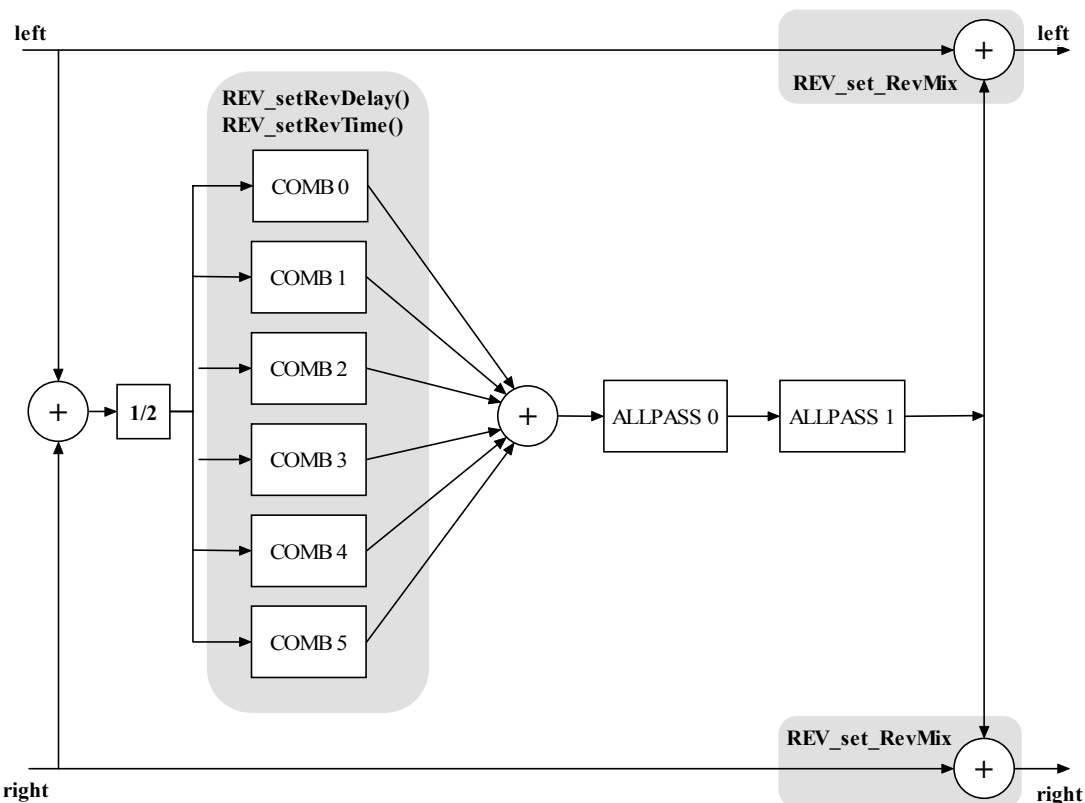 left
left
+
REV_set_RevMix
REV_setRevDelay()
REV_setRevTime()
COMB 0
COMB 1
COMB 2
+
1/2
+
ALLPASS 0
ALLPASS 1
COMB 3
COMB 4
COMB 5
REV_set_RevMix
+
right
right